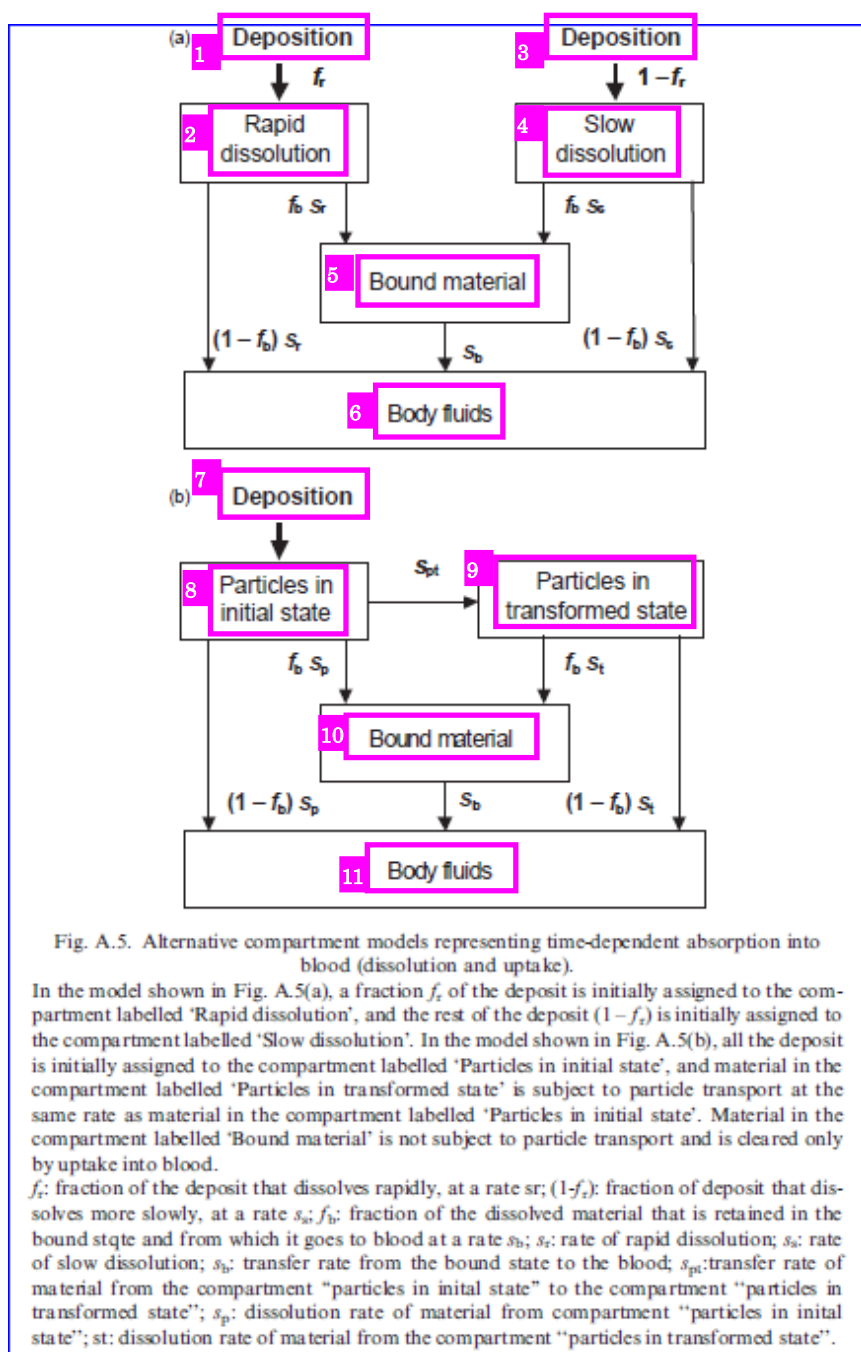 (a) 1 Deposition 3 Deposition
fr 1 – fr
2 Rapid dissolution 4 Slow dissolution
fb sr fb ss
5 Bound material
(1 – fb) sr sb (1 – fb) ss
6 Body fluids
7
(b) Deposition
8 Particles in initial state spt 9 Particles in transformed state
fb sp fb st
10 Bound material
(1 – fb) sp sb (1 – fb) st
11 Body fluids
Fig. A.5. Alternative compartment models representing time-dependent absorption into
blood (dissolution and uptake).
In the model shown in Fig. A.5(a), a fraction fr of the deposit is initially assigned to the com-
partment labelled ‘Rapid dissolution’, and the rest of the deposit (1 – fr) is initially assigned to
the compartment labelled ‘Slow dissolution’. In the model shown in Fig. A.5(b), all the deposit
is initially assigned to the compartment labelled ‘Particles in initial state’, and material in the
compartment labelled ‘Particles in transformed state’ is subject to particle transport at the
same rate as material in the compartment labelled ‘Particles in initial state’. Material in the
compartment labelled ‘Bound material’ is not subject to particle transport and is cleared only
by uptake into blood.
fr: fraction of the deposit that dissolves rapidly, at a rate sr; (1-fr): fraction of deposit that dis-
solves more slowly, at a rate ss; fb: fraction of the dissolved material that is retained in the
bound stqte and from which it goes to blood at a rate sb; sr: rate of rapid dissolution; ss: rate
of slow dissolution; sb: transfer rate from the bound state to the blood; spt:transfer rate of
material from the compartment “particles in inital state” to the compartment “particles in
transformed state”; sp: dissolution rate of material from compartment “particles in inital
state”; st: dissolution rate of material from the compartment “particles in transformed state”.